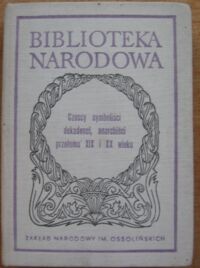 BIBLIOTEKA
NARODOWA
Czescy symboliści
dekadenci, anarchiści
przełomu XIX i XX wieku
ZAKŁAD NARODOWY IM. OSSOLIŃSKICH